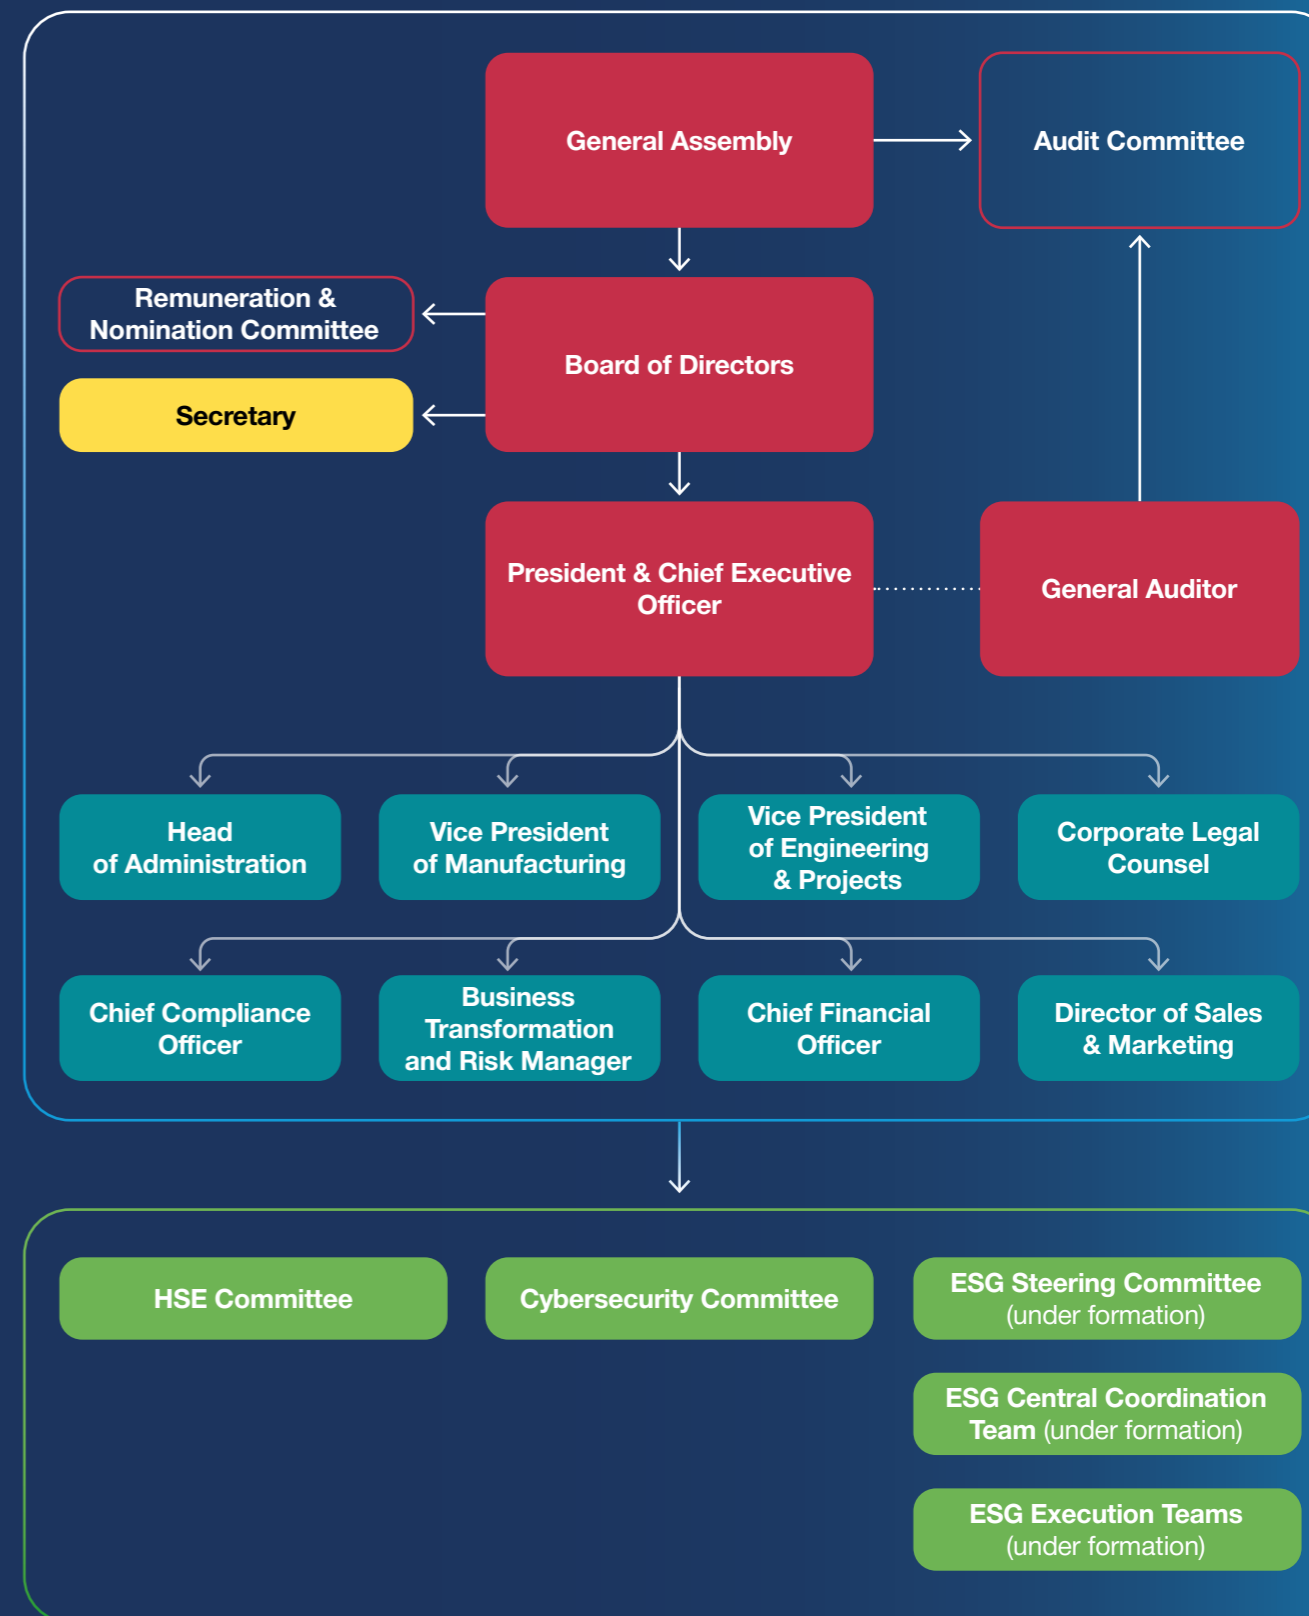 General Assembly
Audit Committee
Remuneration &
Nomination Committee
Board of Directors
Secretary
President & Chief Executive
Officer
General Auditor
Head
of Administration
Vice President
of Manufacturing
Vice President
of Engineering
& Projects
Corporate Legal
Counsel
Chief Compliance
Officer
Business
Transformation
and Risk Manager
Chief Financial
Officer
Director of Sales
& Marketing
HSE Committee
Cybersecurity Committee
ESG Steering Committee
(under formation)
ESG Central Coordination
Team (under formation)
ESG Execution Teams
(under formation)